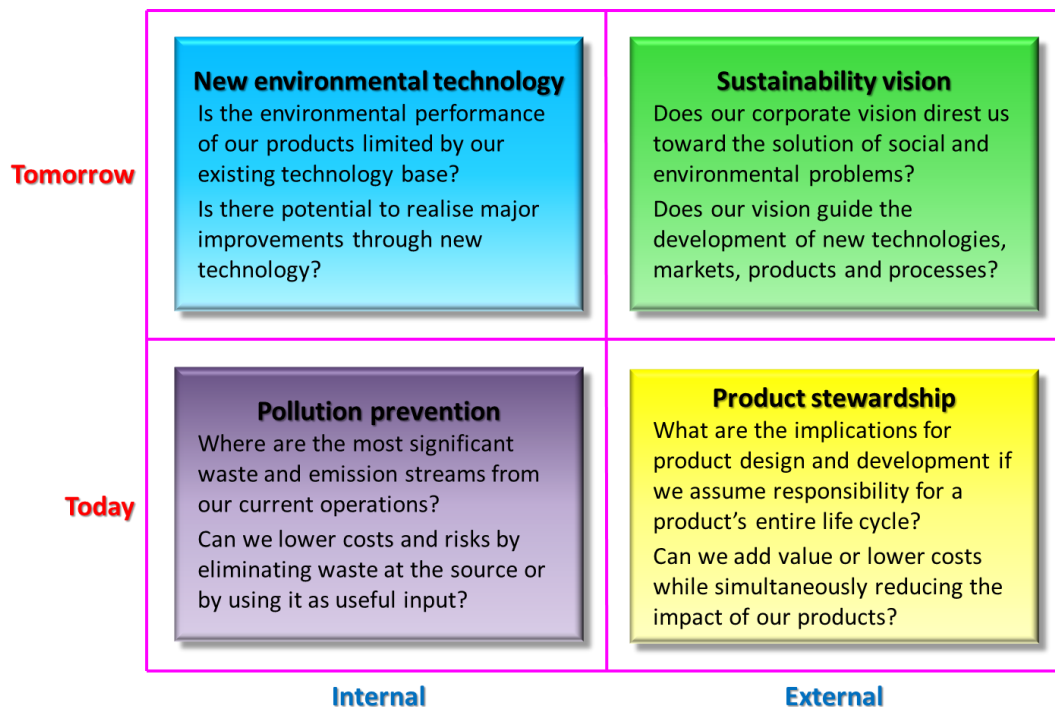 Tomorrow
New environmental technology
Is the environmental performance
of our products limited by our
existing technology base?
Is there potential to realise major
improvements through new
technology?
Sustainability vision
Does our corporate vision direst us
toward the solution of social and
environmental problems?
Does our vision guide the
development of new technologies,
markets, products and processes?
Today
Pollution prevention
Where are the most significant
waste and emission streams from
our current operations?
Can we lower costs and risks by
eliminating waste at the source or
by using it as useful input?
Product stewardship
What are the implications for
product design and development if
we assume responsibility for a
product's entire life cycle?
Can we add value or lower costs
while simultaneously reducing the
impact of our products?
Internal
External